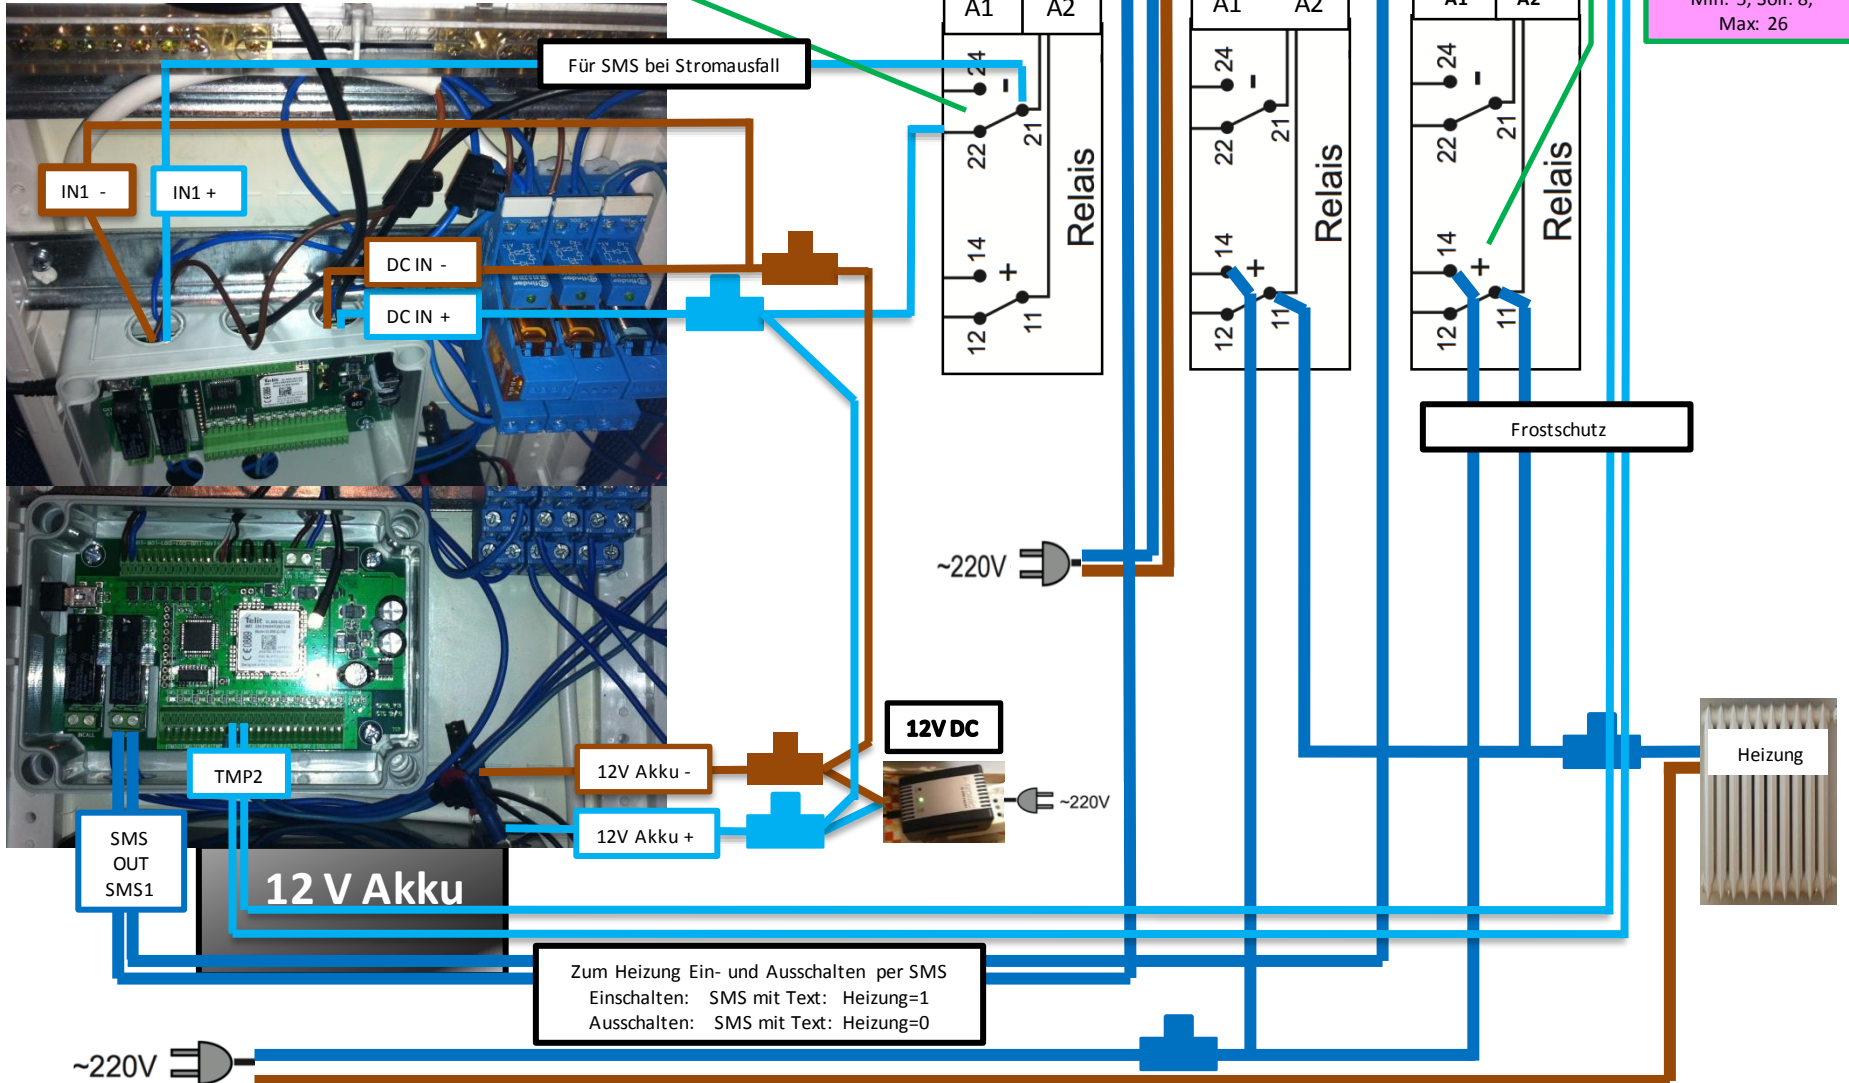 A1
A2
A1
A2
A1
A2
Min: 5, Soll: 8,
Max: 26
Für SMS bei Stromausfall
24
-
21
22
14
+
11
12
Relais
24
-
21
22
14
+
11
12
Relais
24
-
21
22
14
+
11
12
Relais
IN1 -
IN1 +
DC IN -
DC IN +
Frostschutz
~220V
Telit
12V DC
12V Akku -
12V Akku +
~220V
TMP2
Heizung
SMS
OUT
SMS1
12 V Akku
Zum Heizung Ein- und Ausschalten per SMS
Einschalten: SMS mit Text: Heizung=1
Ausschalten: SMS mit Text: Heizung=0
~220V